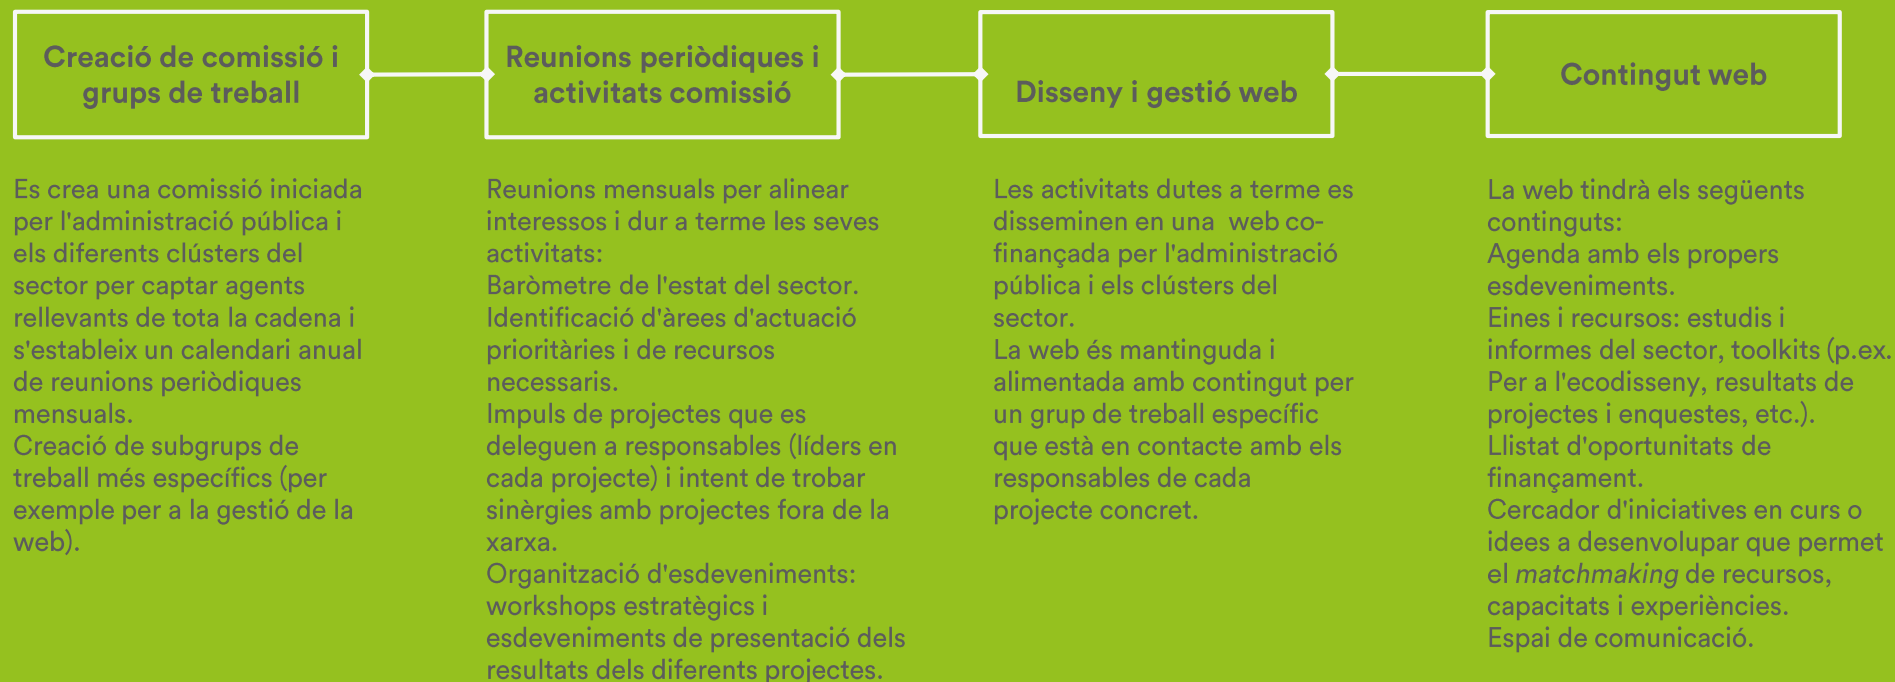 Creació de comissió i
grups de treball
Es crea una comissió iniciada
per l'administració pública i
els diferents clústers del
sector per captar agents
rellevants de tota la cadena i
s'estableix un calendari anual
de reunions periòdiques
mensuals.
Creació de subgrups de
treball més específics (per
exemple per a la gestió de la
web).
Reunions periòdiques i
activitats comissió
Reunions mensuals per alinear
interessos i dur a terme les seves
activitats:
Baròmetre de l'estat del sector.
Identificació d'àrees d'actuació
prioritàries i de recursos
necessaris.
Impuls de projectes que es
deleguen a responsables (líders en
cada projecte) i intent de trobar
sinèrgies amb projectes fora de la
xarxa.
Organització d'esdeveniments:
workshops estratègics i
esdeveniments de presentació dels
resultats dels diferents projectes.
Disseny i gestió web
Les activitats dutes a terme es
disseminen en una  web co-
finançada per l'administració
pública i els clústers del
sector.
La web és mantinguda i
alimentada amb contingut per
un grup de treball específic
que està en contacte amb els
responsables de cada
projecte concret.
Contingut web
La web tindrà els següents
continguts:
Agenda amb els propers
esdeveniments.
Eines i recursos: estudis i
informes del sector, toolkits (p.ex.
Per a l'ecodisseny, resultats de
projectes i enquestes, etc.).
Llistat d'oportunitats de
finançament.
Cercador d'iniciatives en curs o
idees a desenvolupar que permet
el matchmaking de recursos,
capacitats i experiències.
Espai de comunicació.